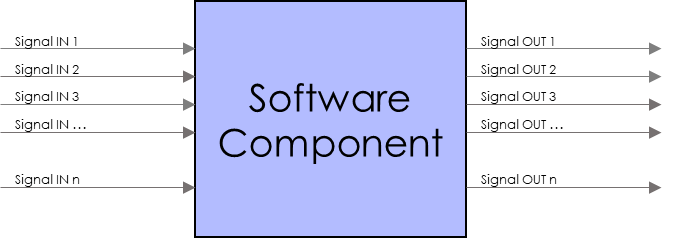 Signal IN 1
Signal IN 2
Signal IN 3
Signal IN ...
Signal IN n
Software
Component
Signal OUT 1
Signal OUT 2
Signal OUT 3
Signal OUT ...
Signal OUT n